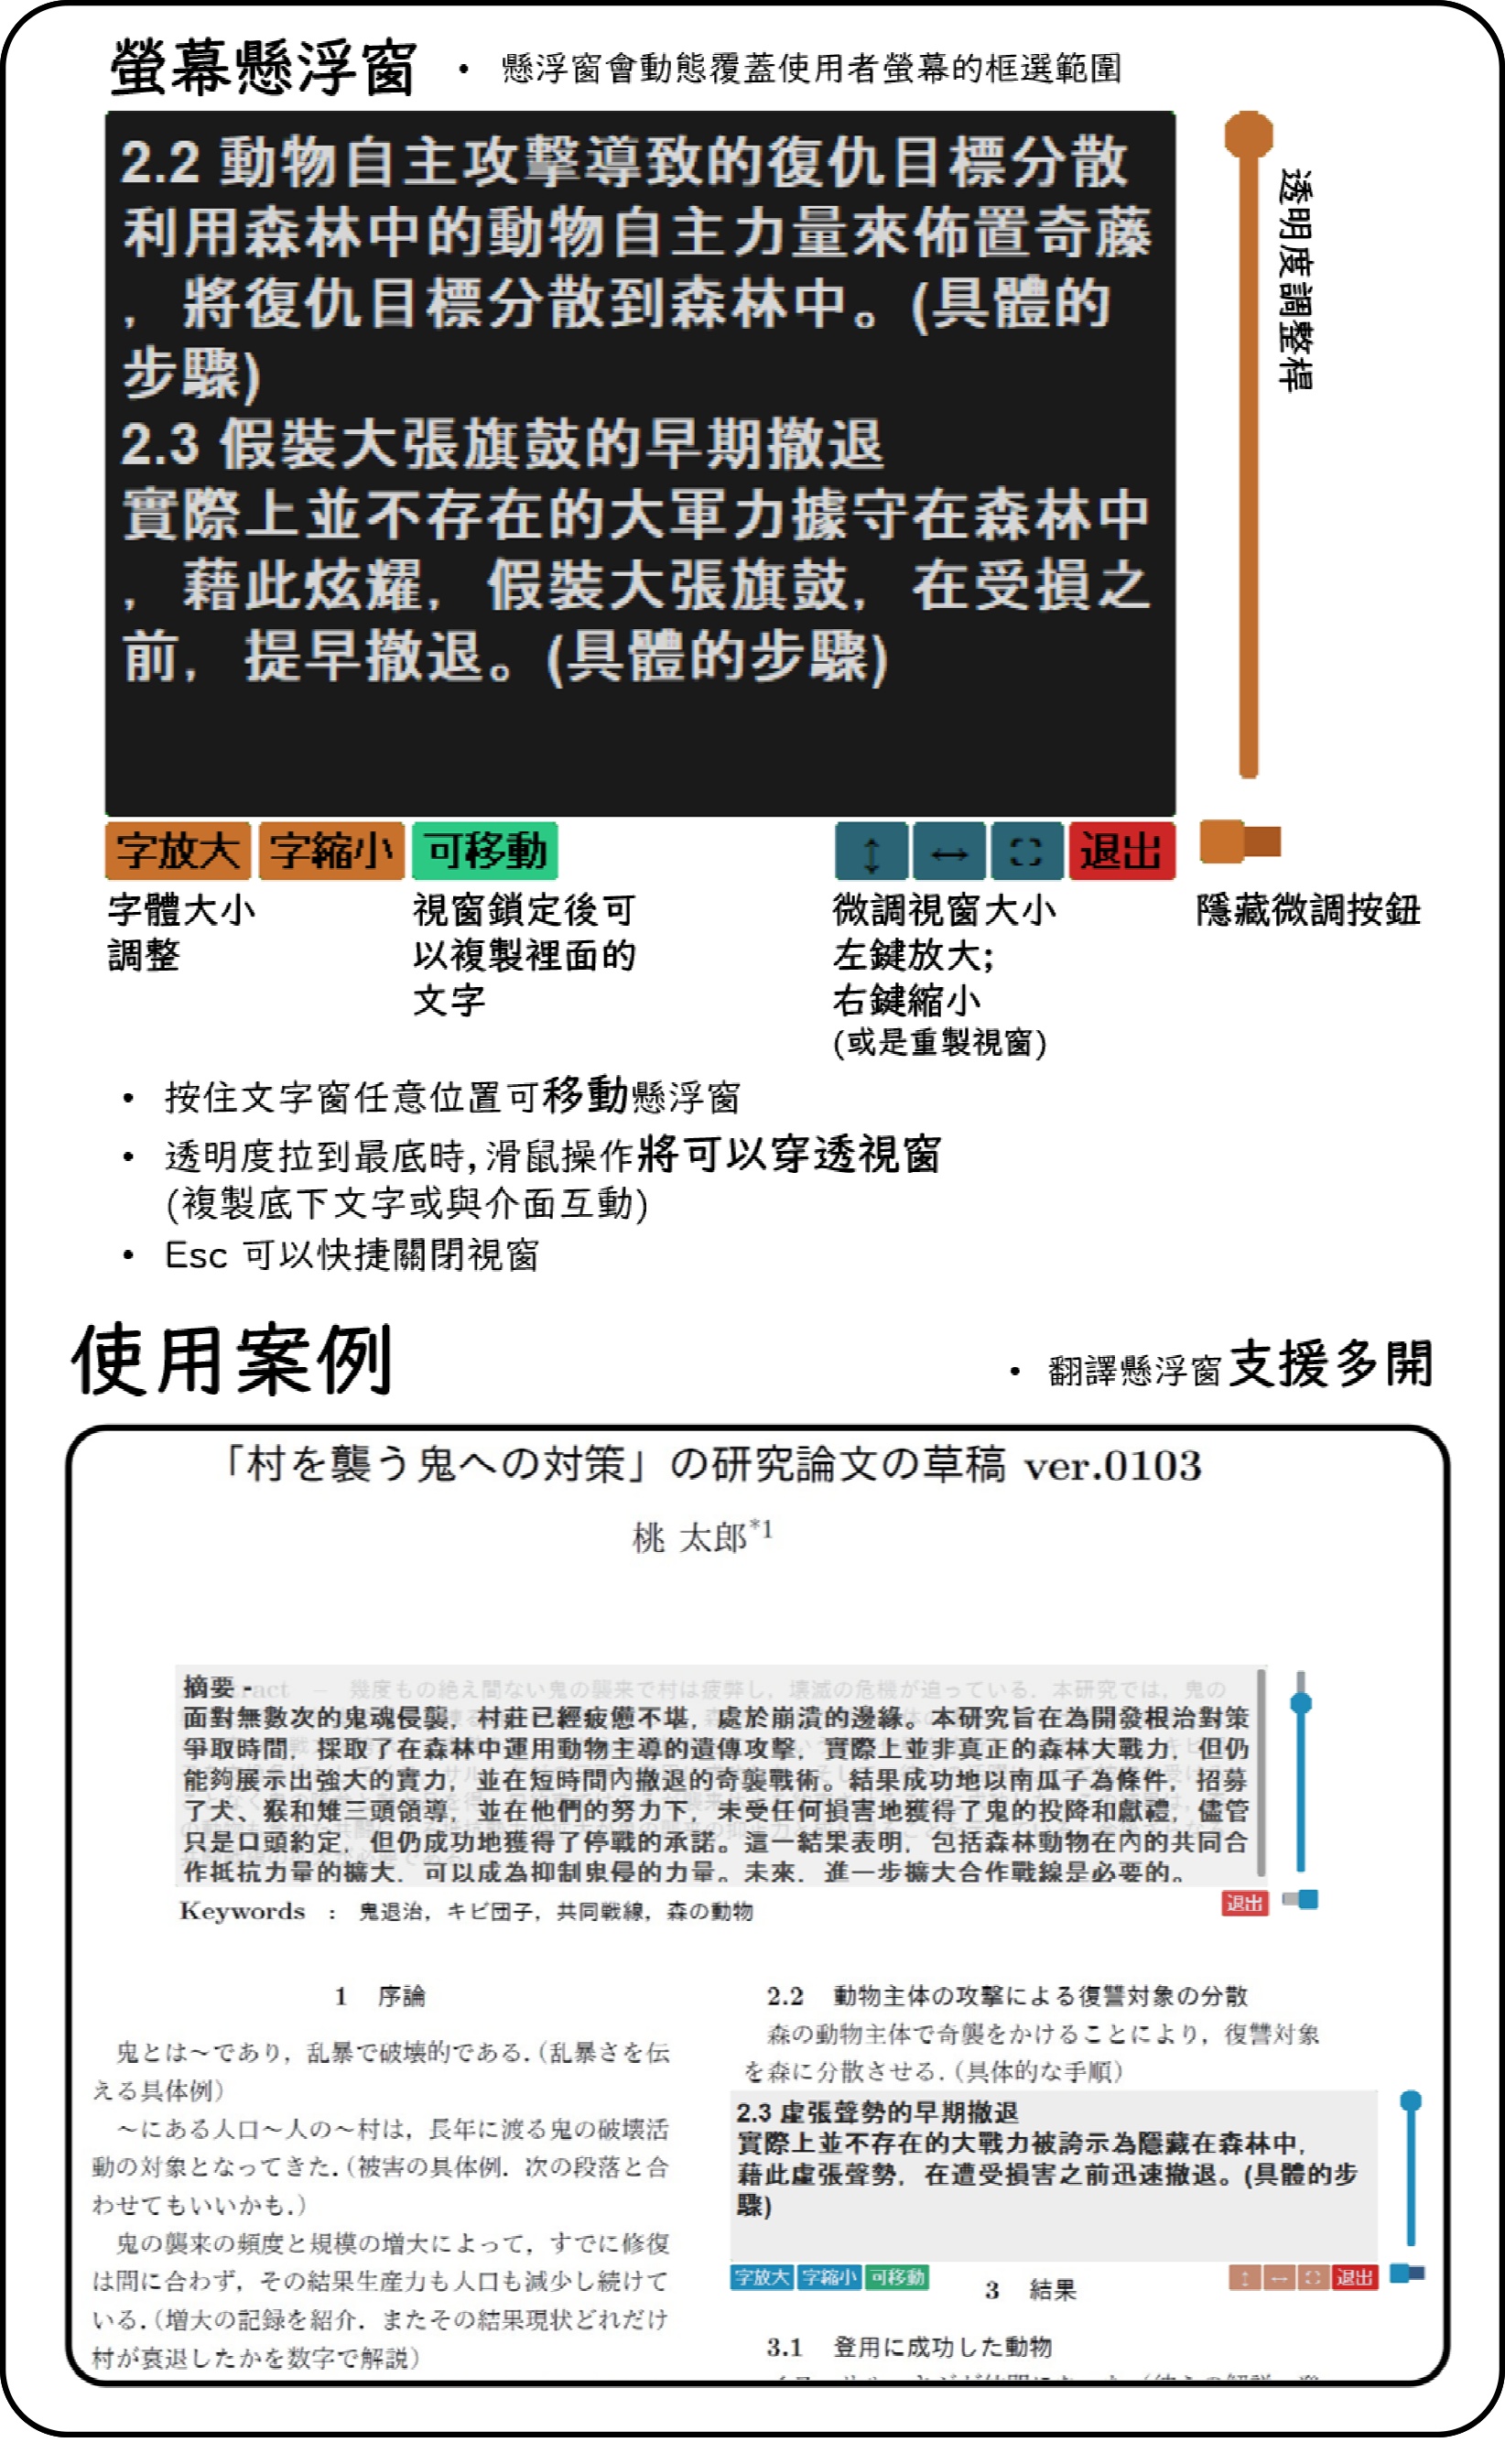 螢幕懸浮窗
• 懸浮窗會動態覆蓋使用者螢幕的框選範圍
2.2 動物自主攻擊導致的復仇目標分散
利用森林中的動物自主力量來佈置奇藤
，將復仇目標分散到森林中。(具體的
步驟)
2.3 假裝大張旗鼓的早期撤退
實際上並不存在的大軍力據守在森林中
，藉此炫耀，假裝大張旗鼓，在受損之
前，提早撤退。(具體的步驟)
透明度調整桿
字放大 字縮小 可移動
↕ ↔ 退出
字體大小
調整
視窗鎖定後可
以複製裡面的
文字
微調視窗大小
左鍵放大;
右鍵縮小
(或是重製視窗)
隱藏微調按鈕
• 按住文字窗任意位置可移動懸浮窗
• 透明度拉到最底時,滑鼠操作將可以穿透視窗
(複製底下文字或與介面互動)
• Esc 可以快捷關閉視窗
使用案例
• 翻譯懸浮窗支援多開
「村を襲う鬼への対策」の研究論文の草稿 ver.0103
桃 太郎*1
摘要 -
面對無數次的鬼魂侵襲，村莊已經疲憊不堪，處於崩潰的邊緣。本研究旨在為開發根治對策
爭取時間，採取了在森林中運用動物主導的遺傳攻擊，實際上並非真正的森林大戰力，但仍
能夠展示出強大的實力，並在短時間內撤退的奇襲戰術。結果成功地以南瓜子為條件，招募
了犬、猴和雉三頭領導，並在他們的努力下，未受任何損害地獲得了鬼的投降和獻禮，儘管
只是口頭約定，但仍成功地獲得了停戰的承諾。這一結果表明，包括森林動物在內的共同合
作抵抗力量的擴大，可以成為抑制鬼侵的力量。未來，進一步擴大合作戰線是必要的。
退出
Keywords : 鬼退治，キビ団子，共同戦線，森の動物
1 序論
鬼とは～であり，乱暴で破壊的である．（乱暴さを伝
える具体例）
～にある人口～人の～村は，長年に渡る鬼の破壊活
動の対象となってきた．（被害の具体例．次の段落と合
わせてもいいかも．）
鬼の襲来の頻度と規模の増大によって，すでに修復
は間に合わず，その結果生産力も人口も減少し続けて
いる．（増大の記録を紹介．またその結果現状どれだけ
村が衰退したかを数字で解説）
2.2 動物主体の攻撃による復讐対象の分散
森の動物主体で奇襲をかけることにより，復讐対象
を森に分散させる．（具体的な手順）
2.3 虛張聲勢的早期撤退
實際上並不存在的大戰力被誇示為隱藏在森林中，
藉此虛張聲勢，在遭受損害之前迅速撤退。(具體的步
驟)
字放大 字縮小 可移動
↕ ↔ 退出
3 結果
3.1 登用に成功した動物